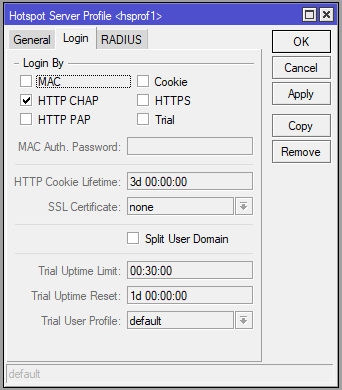 Hotspot Server Profile <hsprof1>
General Login RADIUS
Login By
MAC Cookie
HTTP CHAP HTTPS
HTTP PAP Trial
MAC Auth. Password:
HTTP Cookie Lifetime: 3d 00:00:00
SSL Certificate: none
Split User Domain
Trial Uptime Limit: 00:30:00
Trial Uptime Reset: 1d 00:00:00
Trial User Profile: default
OK
Cancel
Apply
Copy
Remove
default